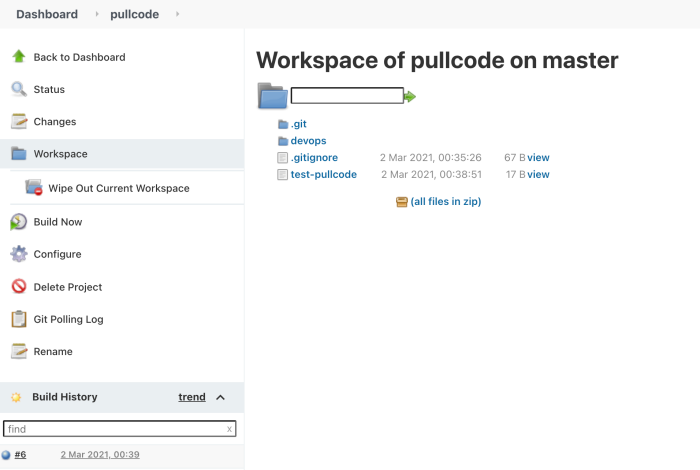 Dashboard pullcode
Back to Dashboard
Status
Changes
Workspace
Wipe Out Current Workspace
Build Now
Configure
Delete Project
Git Polling Log
Rename
Build History trend
find x
#6 2 Mar 2021, 00:39
Workspace of pullcode on master
.git
devops
.gitignore 2 Mar 2021, 00:35:26 67 B view
test-pullcode 2 Mar 2021, 00:38:51 17 B view
(all files in zip)